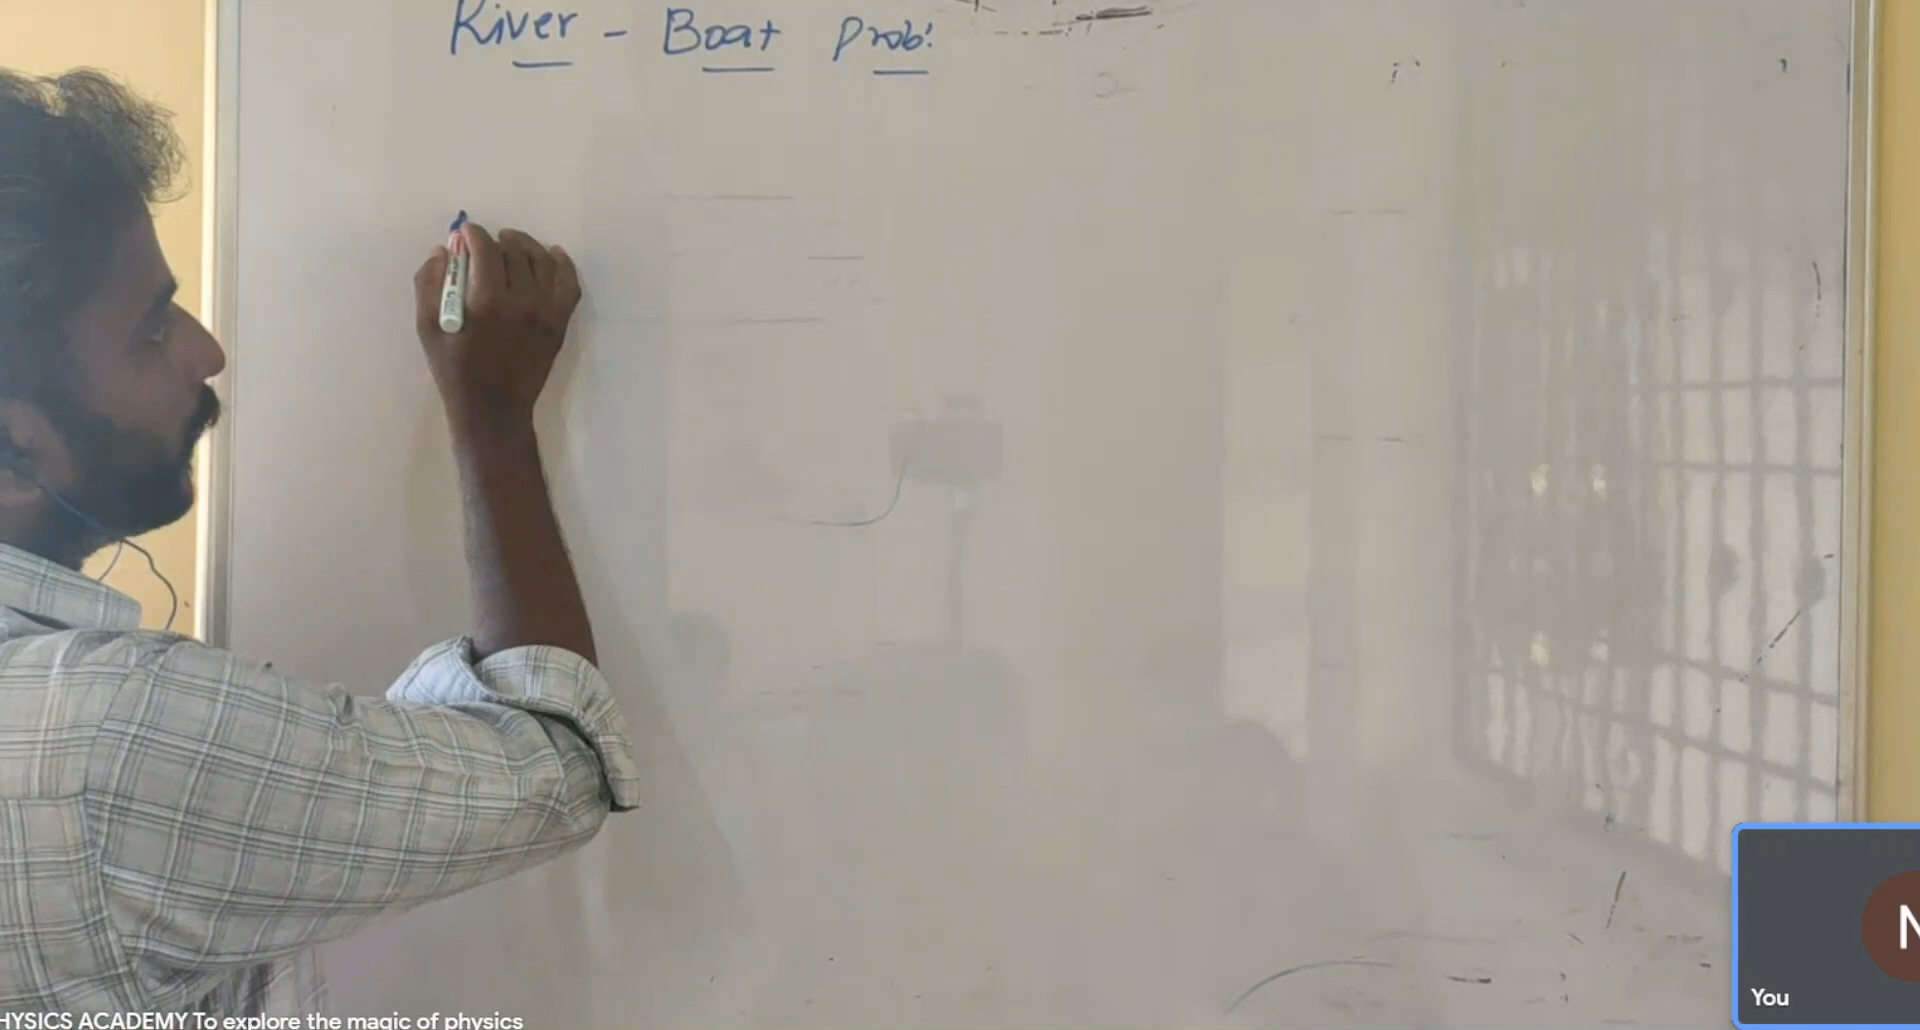 River - Boat Prob:
HYSICS ACADEMY To explore the magic of physics
N
You